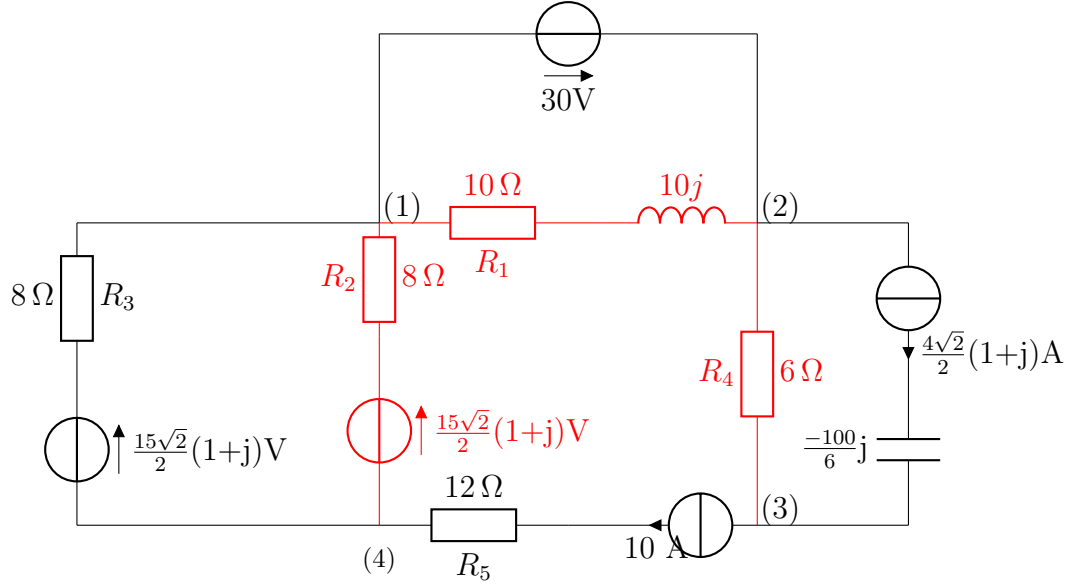 30V
(1)
10 Ω
10j
(2)
R₁
8 Ω
R₃
R₂
8 Ω
R₄
6 Ω
4√2/2(1+j)A
15√2/2(1+j)V
15√2/2(1+j)V
-100/6j
12 Ω
(3)
10 A
(4)
R₅